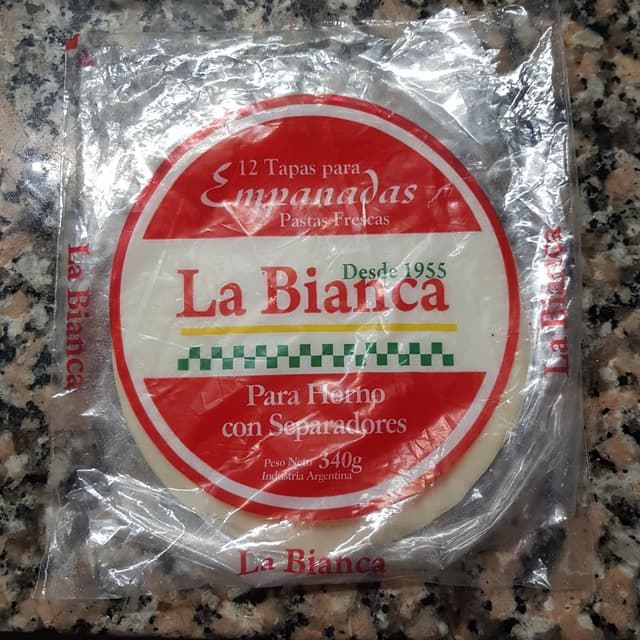 12 Tapas para
Empanadas
Pastas Frescas
Desde 1955
La Bianca
Para Horno
con Separadores
Peso Neto 340g
Industria Argentina
La Bianca
La Bianca
La Bianca